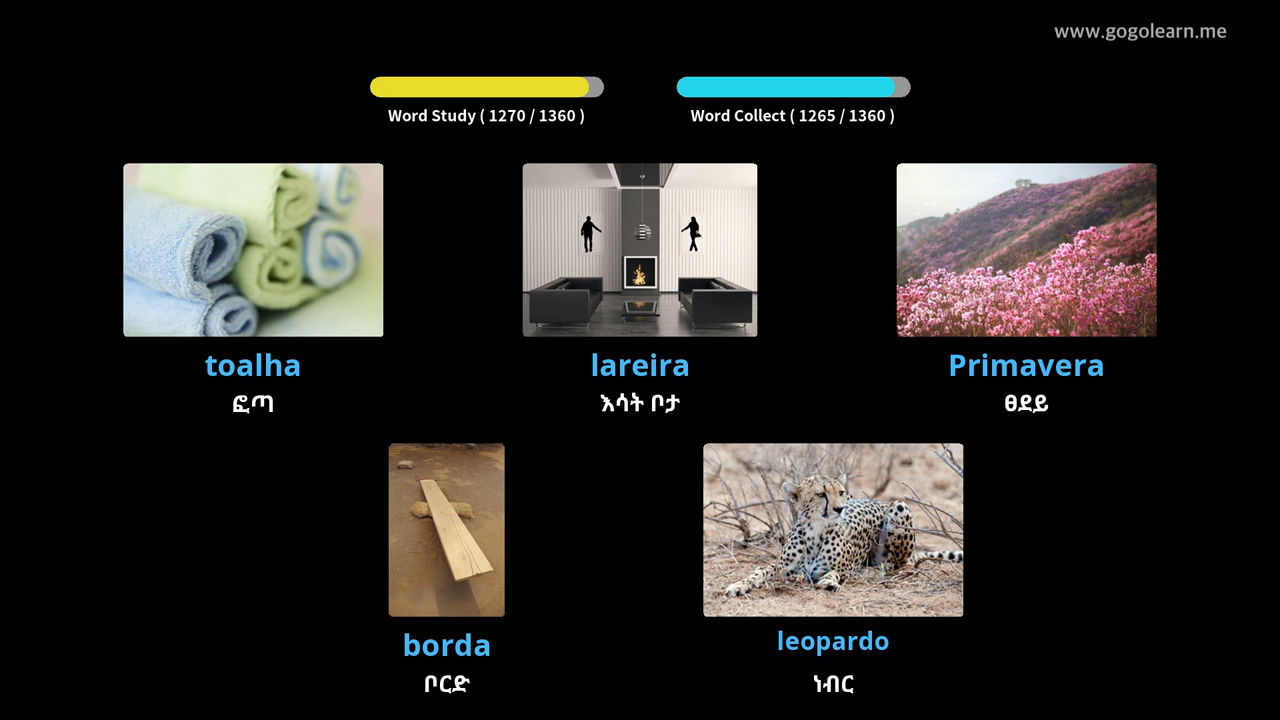 www.gogolearn.me
Word Study ( 1270 / 1360 )
Word Collect ( 1265 / 1360 )
toalha
ፎጣ
lareira
እሳት ቦታ
Primavera
ፀደይ
borda
ቦርድ
leopardo
ነብር